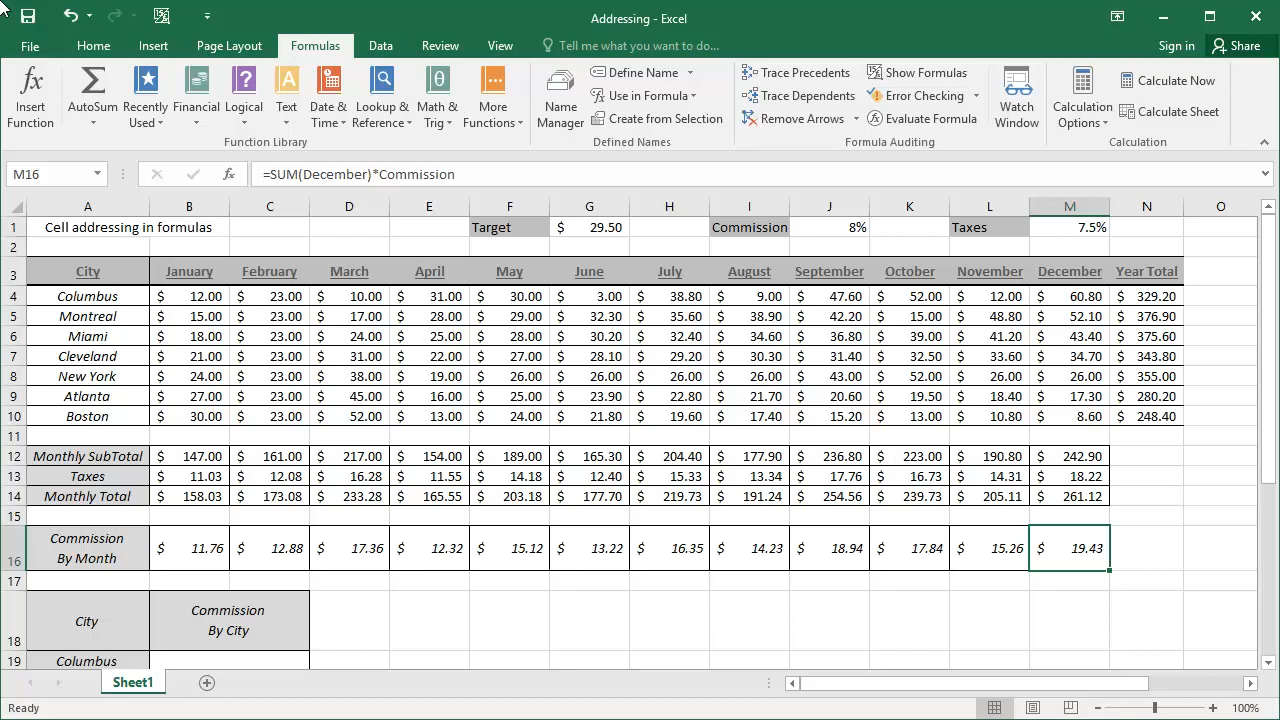 Addressing - Excel
File Home Insert Page Layout Formulas Data Review View Tell me what you want to do... Sign in Share
Insert Function
AutoSum
Recently Used
Financial
Logical
Text
Date & Time
Lookup & Reference
Math & Trig
More Functions
Function Library
Name Manager
Define Name
Use in Formula
Create from Selection
Defined Names
Trace Precedents
Trace Dependents
Remove Arrows
Show Formulas
Error Checking
Evaluate Formula
Watch Window
Formula Auditing
Calculation Options
Calculate Now
Calculate Sheet
Calculation
M16 fx =SUM(December)*Commission
A B C D E F G H I J K L M N O
1 Cell addressing in formulas Target $ 29.50 Commission 8% Taxes 7.5%
2
3 City January February March April May June July August September October November December Year Total
4 Columbus $ 12.00 $ 23.00 $ 10.00 $ 31.00 $ 30.00 $ 3.00 $ 38.80 $ 9.00 $ 47.60 $ 52.00 $ 12.00 $ 60.80 $ 329.20
5 Montreal $ 15.00 $ 23.00 $ 17.00 $ 28.00 $ 29.00 $ 32.30 $ 35.60 $ 38.90 $ 42.20 $ 15.00 $ 48.80 $ 52.10 $ 376.90
6 Miami $ 18.00 $ 23.00 $ 24.00 $ 25.00 $ 28.00 $ 30.20 $ 32.40 $ 34.60 $ 36.80 $ 39.00 $ 41.20 $ 43.40 $ 375.60
7 Cleveland $ 21.00 $ 23.00 $ 31.00 $ 22.00 $ 27.00 $ 28.10 $ 29.20 $ 30.30 $ 31.40 $ 32.50 $ 33.60 $ 34.70 $ 343.80
8 New York $ 24.00 $ 23.00 $ 38.00 $ 19.00 $ 26.00 $ 26.00 $ 26.00 $ 26.00 $ 43.00 $ 52.00 $ 26.00 $ 26.00 $ 355.00
9 Atlanta $ 27.00 $ 23.00 $ 45.00 $ 16.00 $ 25.00 $ 23.90 $ 22.80 $ 21.70 $ 20.60 $ 19.50 $ 18.40 $ 17.30 $ 280.20
10 Boston $ 30.00 $ 23.00 $ 52.00 $ 13.00 $ 24.00 $ 21.80 $ 19.60 $ 17.40 $ 15.20 $ 13.00 $ 10.80 $ 8.60 $ 248.40
11
12 Monthly SubTotal $ 147.00 $ 161.00 $ 217.00 $ 154.00 $ 189.00 $ 165.30 $ 204.40 $ 177.90 $ 236.80 $ 223.00 $ 190.80 $ 242.90
13 Taxes $ 11.03 $ 12.08 $ 16.28 $ 11.55 $ 14.18 $ 12.40 $ 15.33 $ 13.34 $ 17.76 $ 16.73 $ 14.31 $ 18.22
14 Monthly Total $ 158.03 $ 173.08 $ 233.28 $ 165.55 $ 203.18 $ 177.70 $ 219.73 $ 191.24 $ 254.56 $ 239.73 $ 205.11 $ 261.12
15
Commission
16 By Month $ 11.76 $ 12.88 $ 17.36 $ 12.32 $ 15.12 $ 13.22 $ 16.35 $ 14.23 $ 18.94 $ 17.84 $ 15.26 $ 19.43
17
City Commission
18 By City
19 Columbus
Sheet1
Ready 100%